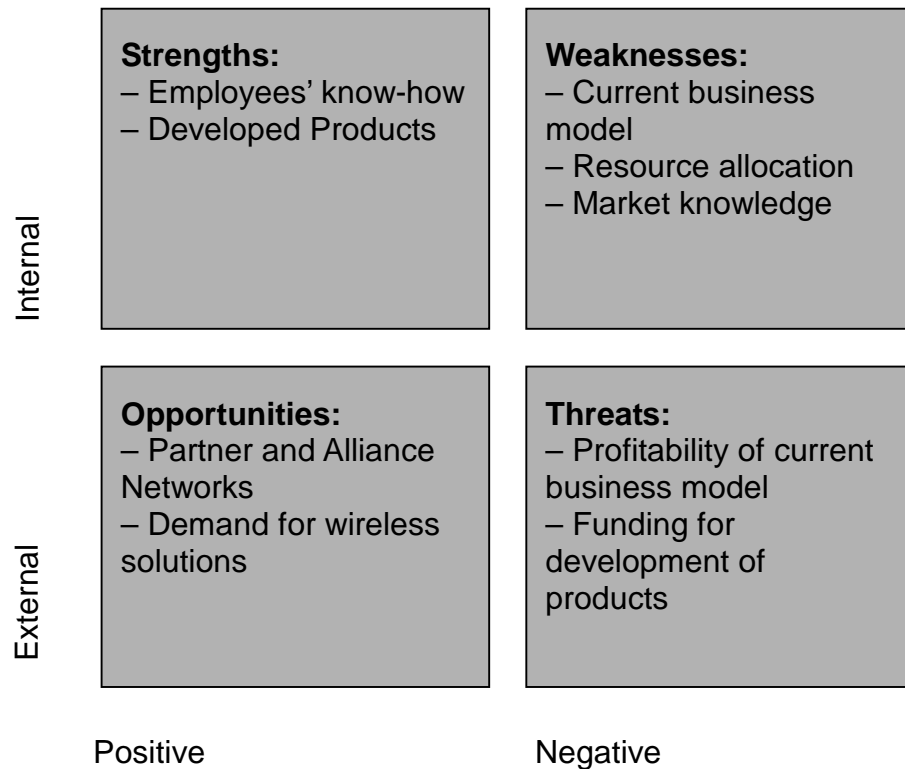 Strengths:
– Employees’ know-how
– Developed Products
Weaknesses:
– Current business
model
– Resource allocation
– Market knowledge
Internal
Opportunities:
– Partner and Alliance
Networks
– Demand for wireless
solutions
Threats:
– Profitability of current
business model
– Funding for
development of
products
External
Positive
Negative